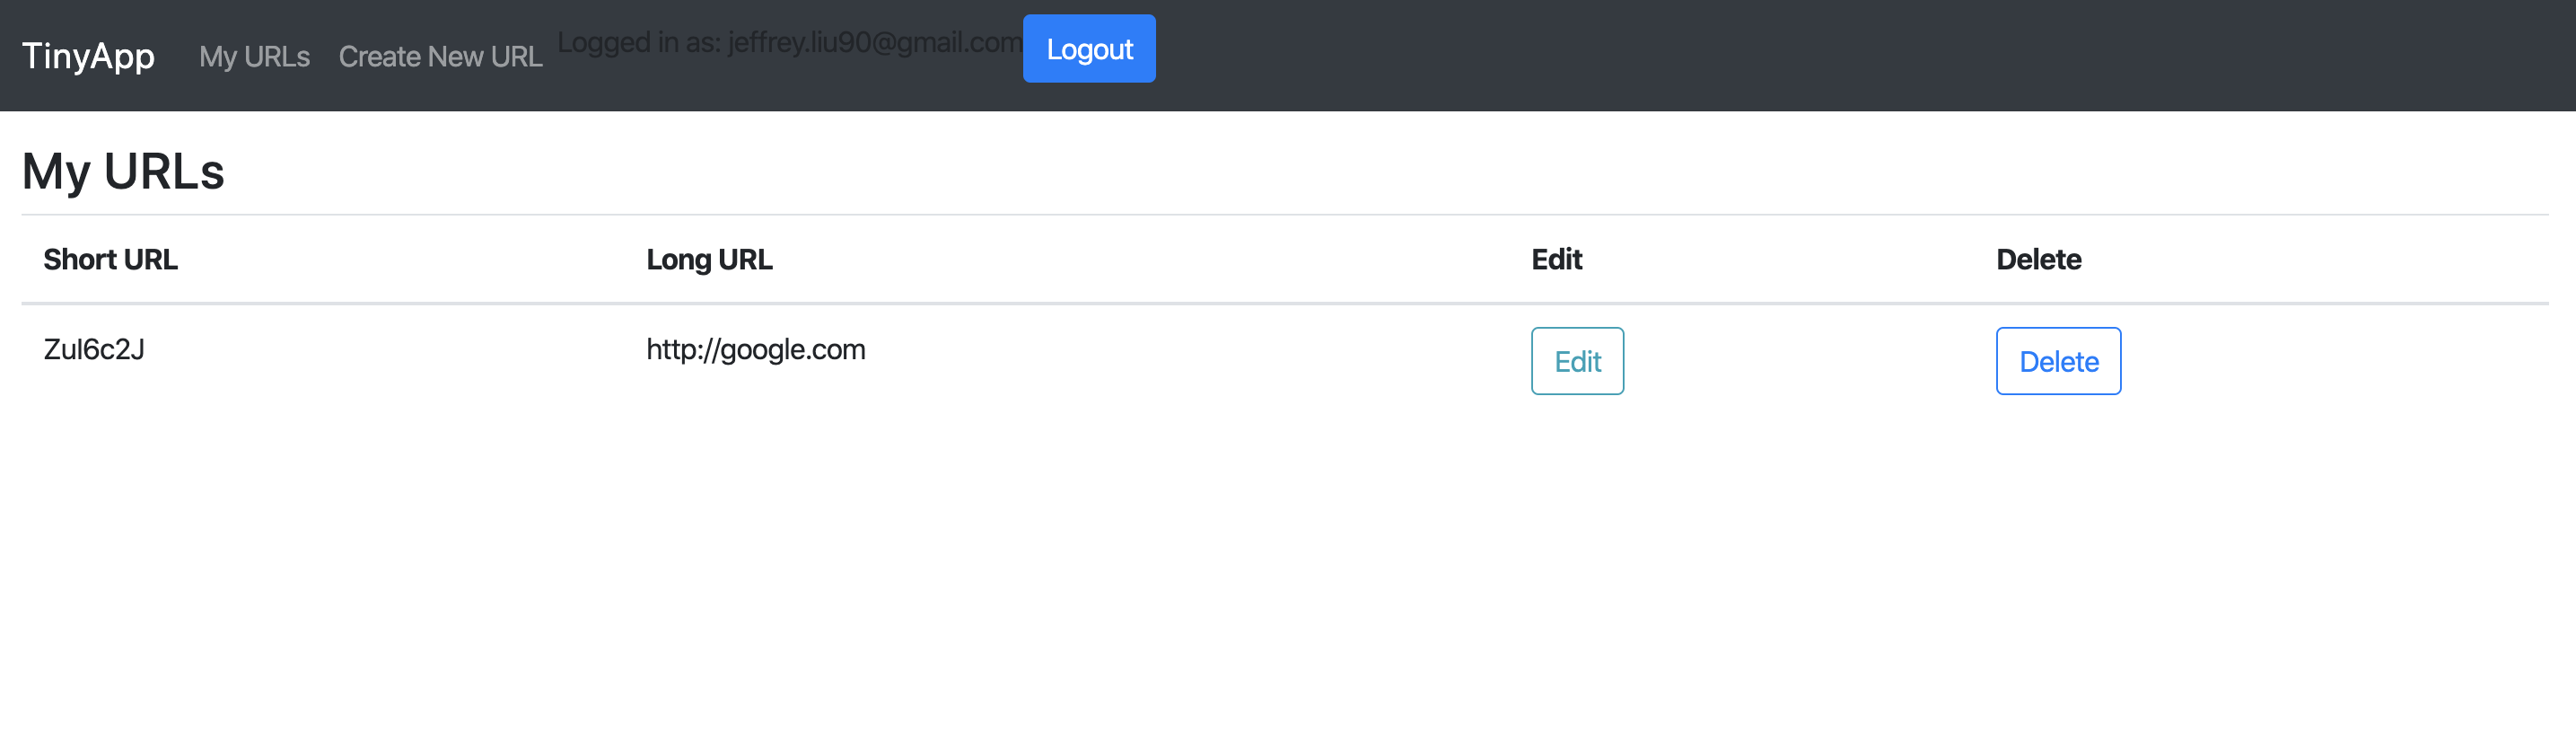 TinyApp My URLs Create New URL Logged in as: jeffrey.liu90@gmail.com Logout
My URLs
Short URL Long URL Edit Delete
Zul6c2J http://google.com Edit Delete